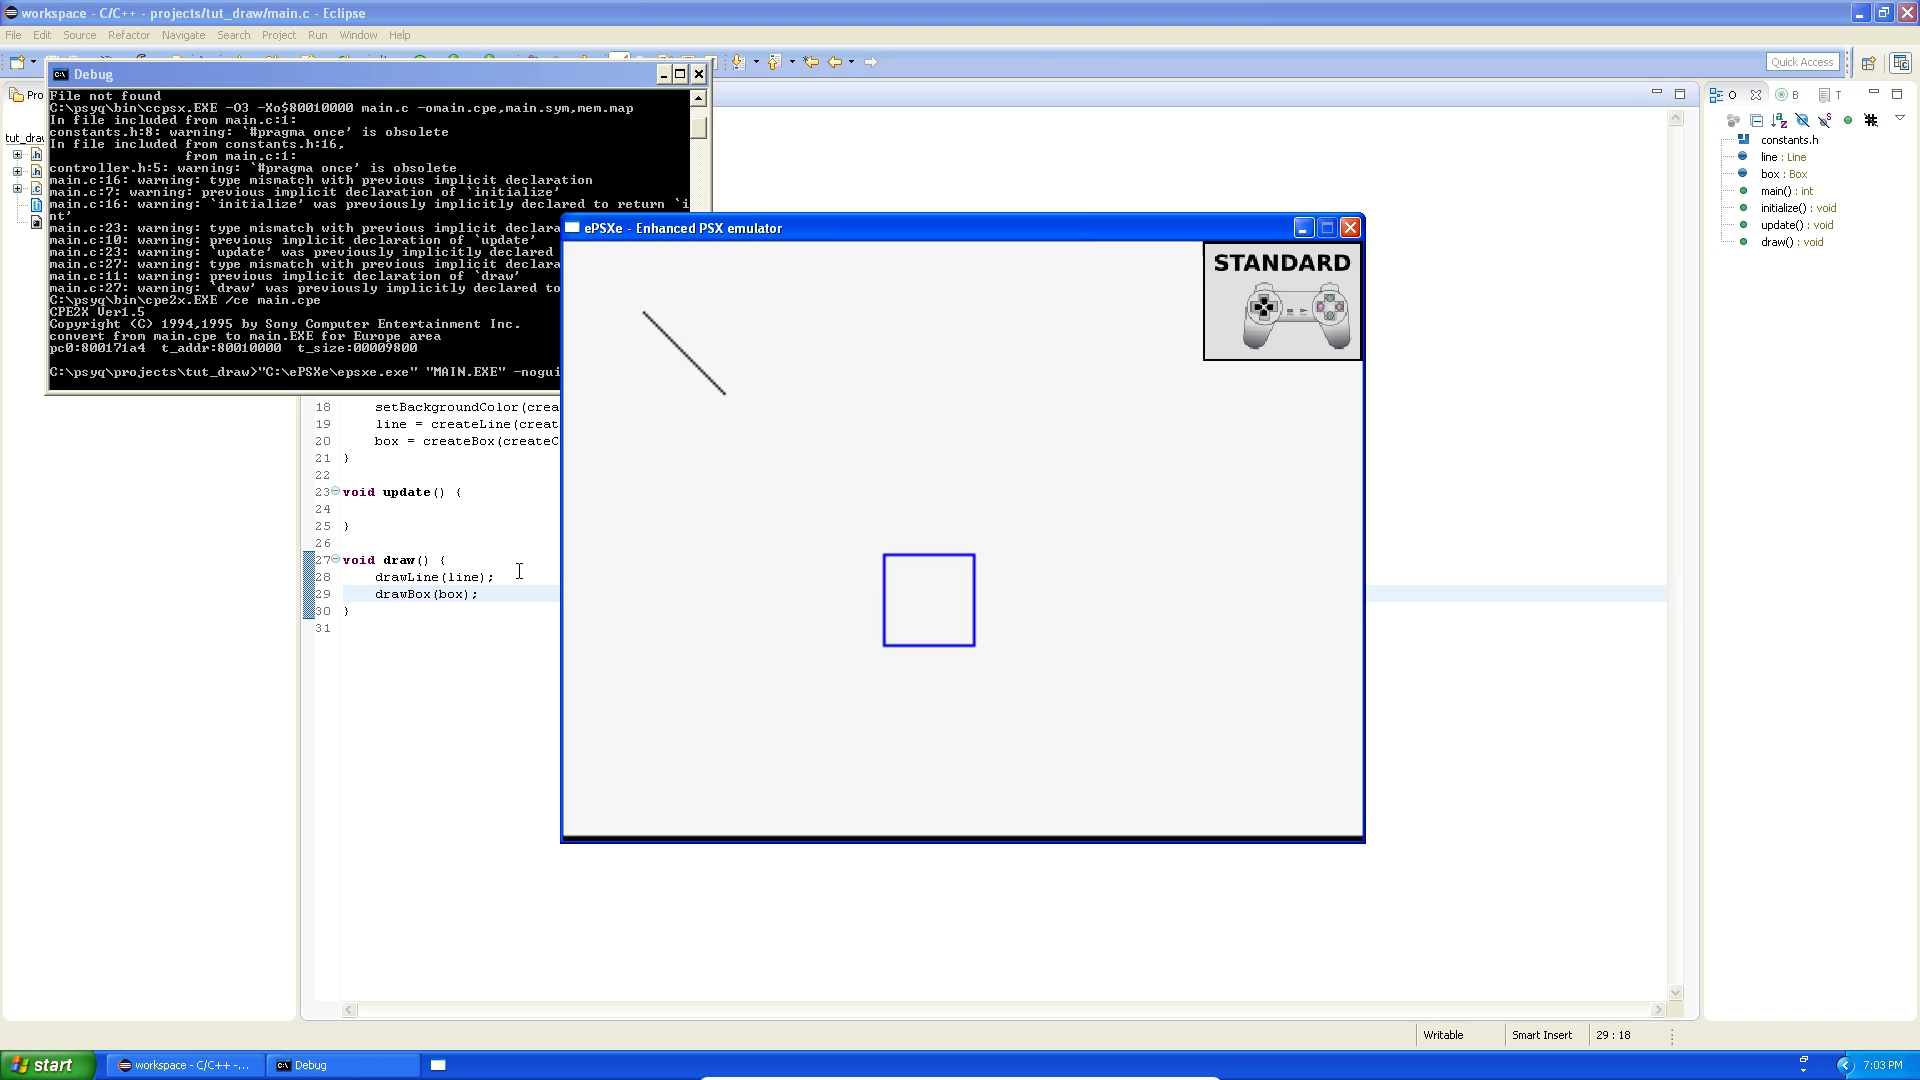 workspace - C/C++ - projects/tut_draw/main.c - Eclipse
File Edit Source Refactor Navigate Search Project Run Window Help
Quick Access
Debug
File not found
C:\psyq\bin\ccpsx.EXE -O3 -Xo$80010000 main.c -omain.cpe,main.sym,mem.map
In file included from main.c:1:
constants.h:8: warning: `#pragma once' is obsolete
In file included from constants.h:16,
from main.c:1:
controller.h:5: warning: `#pragma once' is obsolete
main.c:16: warning: type mismatch with previous implicit declaration
main.c:7: warning: previous implicit declaration of `initialize'
main.c:16: warning: `initialize' was previously implicitly declared to return `i
nt'
main.c:23: warning: type mismatch with previous implicit declara
main.c:10: warning: previous implicit declaration of `update'
main.c:23: warning: `update' was previously implicitly declared
main.c:27: warning: type mismatch with previous implicit declara
main.c:11: warning: previous implicit declaration of `draw'
main.c:27: warning: `draw' was previously implicitly declared to
C:\psyq\bin\cpe2x.EXE /ce main.cpe
CPE2X Ver1.5
Copyright (C) 1994,1995 by Sony Computer Entertainment Inc.
convert from main.cpe to main.EXE for Europe area
pc0:800171a4 t_addr:80010000 t_size:00009800
C:\psyq\projects\tut_draw>"C:\ePSXe\epsxe.exe" "MAIN.EXE" -nogui
Pro
tut_draw
ePSXe - Enhanced PSX emulator
STANDARD
18 setBackgroundColor(crea
19 line = createLine(creat
20 box = createBox(createC
21 }
22
23 void update() {
24
25 }
26
27 void draw() {
28 drawLine(line);
29 drawBox(box);
30 }
31
O B T
constants.h
line : Line
box : Box
main() : int
initialize() : void
update() : void
draw() : void
Writable Smart Insert 29 : 18
start workspace - C/C++ -... Debug 7:03 PM